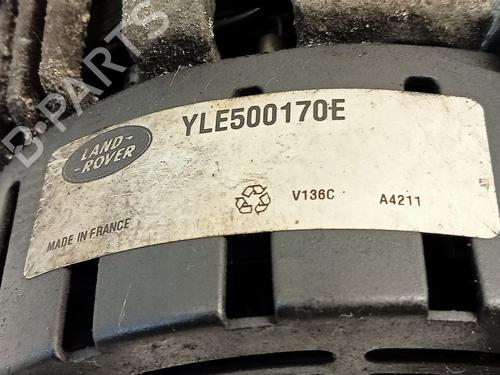 B-PARTS
YLE500170E
LAND-
-ROVER
V136C A4211
MADE IN FRANCE